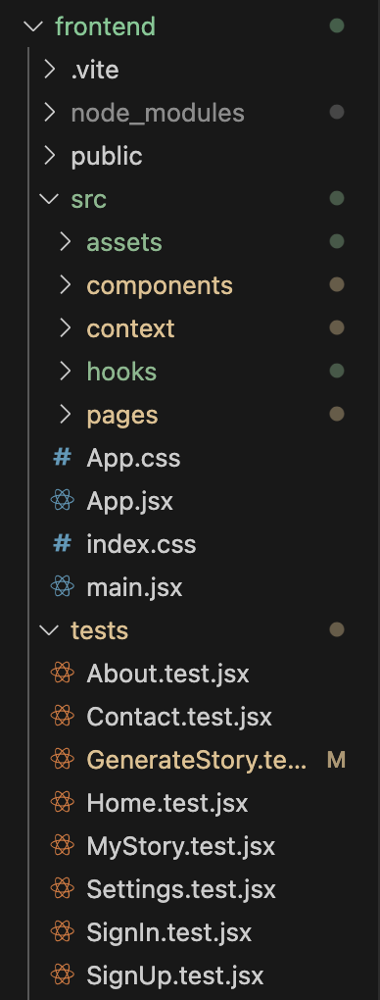 frontend
.vite
node_modules
public
src
assets
components
context
hooks
pages
# App.css
App.jsx
# index.css
main.jsx
tests
About.test.jsx
Contact.test.jsx
GenerateStory.te... M
Home.test.jsx
MyStory.test.jsx
Settings.test.jsx
SignIn.test.jsx
SignUp.test.jsx